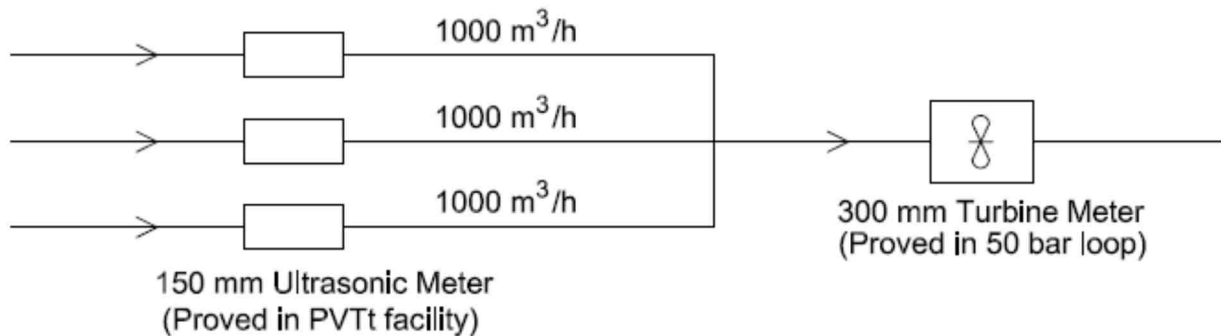 1000 m³/h
1000 m³/h
1000 m³/h
150 mm Ultrasonic Meter
(Proved in PVTt facility)
300 mm Turbine Meter
(Proved in 50 bar loop)